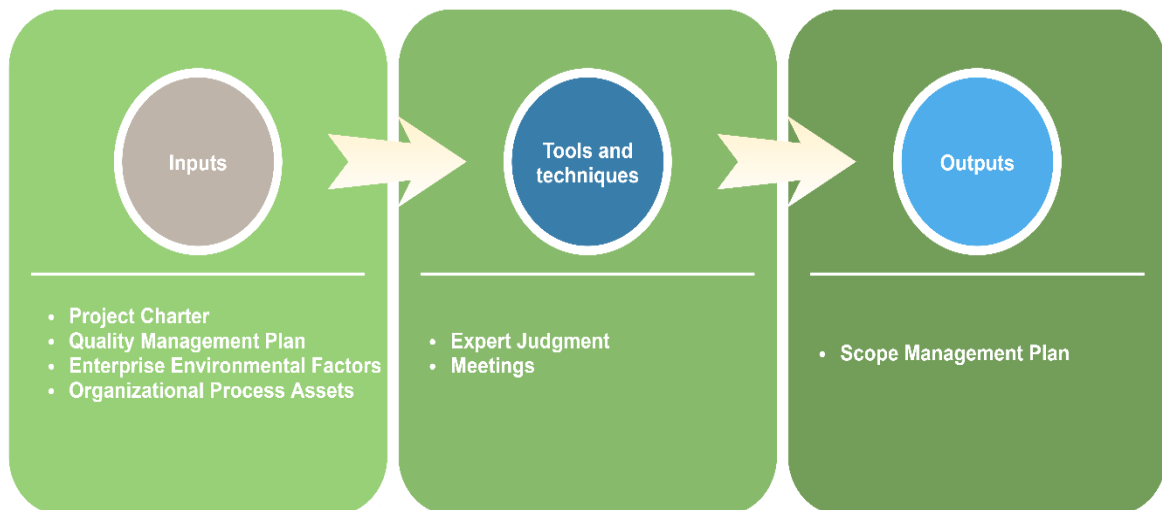 Inputs
Tools and
techniques
Outputs
• Project Charter
• Quality Management Plan
• Enterprise Environmental Factors
• Organizational Process Assets
• Expert Judgment
• Meetings
• Scope Management Plan